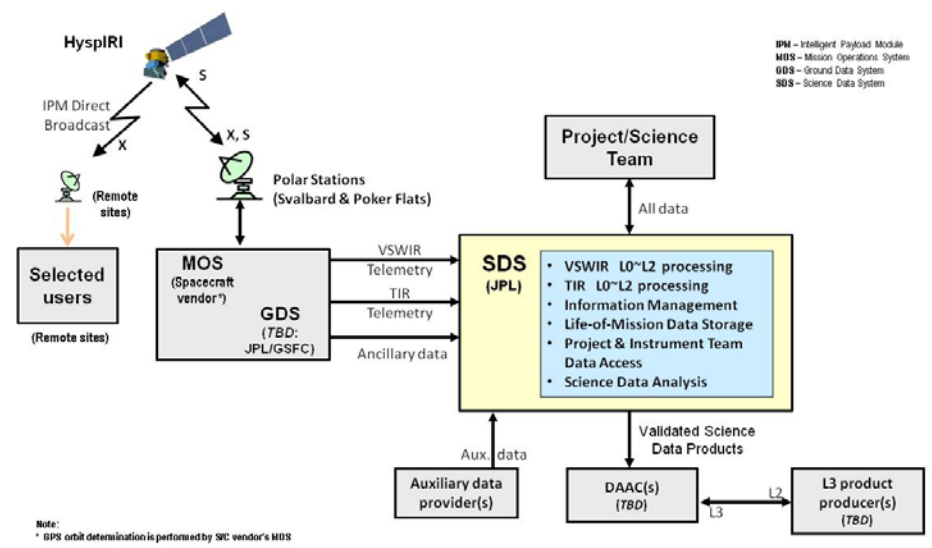 HyspIRI
IPM – Intelligent Payload Module
MOS – Mission Operations System
GDS – Ground Data System
SDS – Science Data System
S
IPM Direct
Broadcast
X
X, S
Project/Science
Team
Polar Stations
(Svalbard & Poker Flats)
(Remote
sites)
All data
Selected
users
(Remote sites)
MOS
(Spacecraft
vendor*)
GDS
(TBD:
JPL/GSFC)
VSWIR
Telemetry
TIR
Telemetry
Ancillary data
SDS
(JPL)
• VSWIR L0~L2 processing
• TIR L0~L2 processing
• Information Management
• Life-of-Mission Data Storage
• Project & Instrument Team
Data Access
• Science Data Analysis
Aux. data
Validated Science
Data Products
Auxiliary data
provider(s)
DAAC(s)
(TBD)
L3
L2
L3 product
producer(s)
(TBD)
Note:
* GPS orbit determination is performed by S/C vendor's MOS